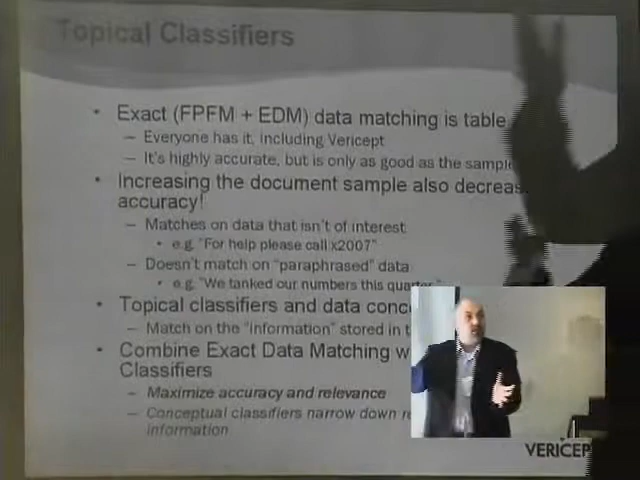 Topical Classifiers
• Exact (FPFM + EDM) data matching is table
– Everyone has it, including Vericept
– It's highly accurate, but is only as good as the sample
• Increasing the document sample also decreas
accuracy!
– Matches on data that isn't of interest
• e.g. "For help please call x2007"
– Doesn't match on "paraphrased" data
• e.g. "We tanked our numbers this quarter
• Topical classifiers and data conc
– Match on the "information" stored in t
• Combine Exact Data Matching w
Classifiers
– Maximize accuracy and relevance
– Conceptual classifiers narrow down re
information
VERICEP